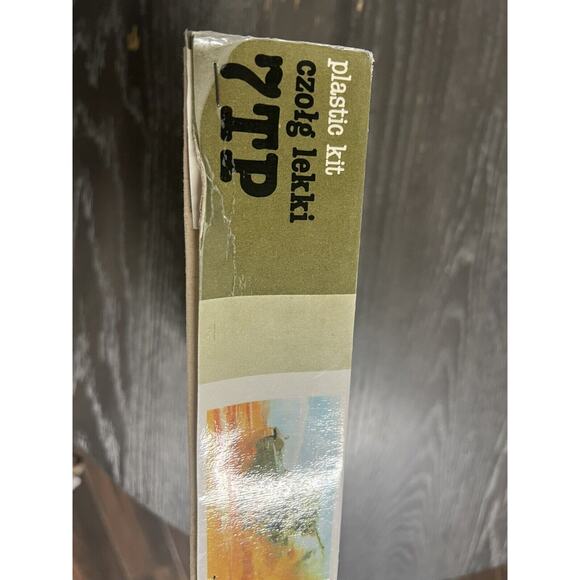 plastic kit
czołg lekki
7TP